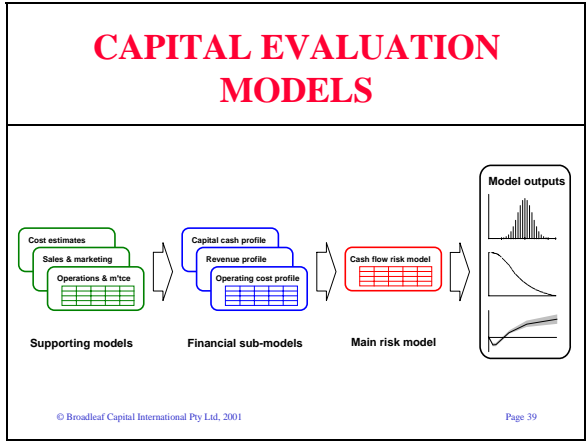 CAPITAL EVALUATION
MODELS
Cost estimates
Sales & marketing
Operations & m'tce
Supporting models
Capital cash profile
Revenue profile
Operating cost profile
Financial sub-models
Cash flow risk model
Main risk model
Model outputs
© Broadleaf Capital International Pty Ltd, 2001
Page 39